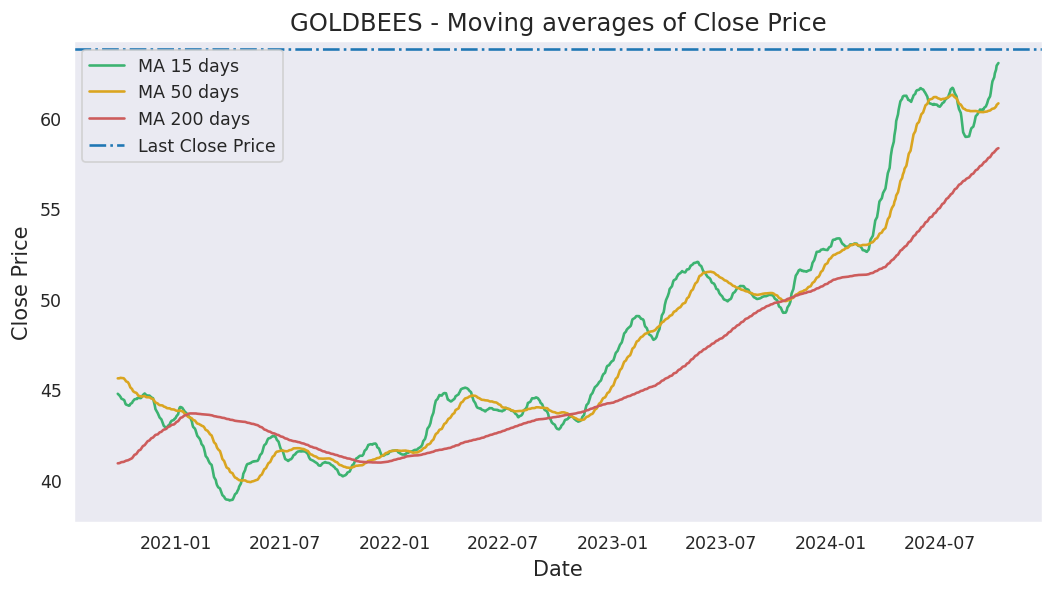 GOLDBEES - Moving averages of Close Price
MA 15 days
MA 50 days
MA 200 days
Last Close Price
60
55
50
45
40
Close Price
2021-01 2021-07 2022-01 2022-07 2023-01 2023-07 2024-01 2024-07
Date